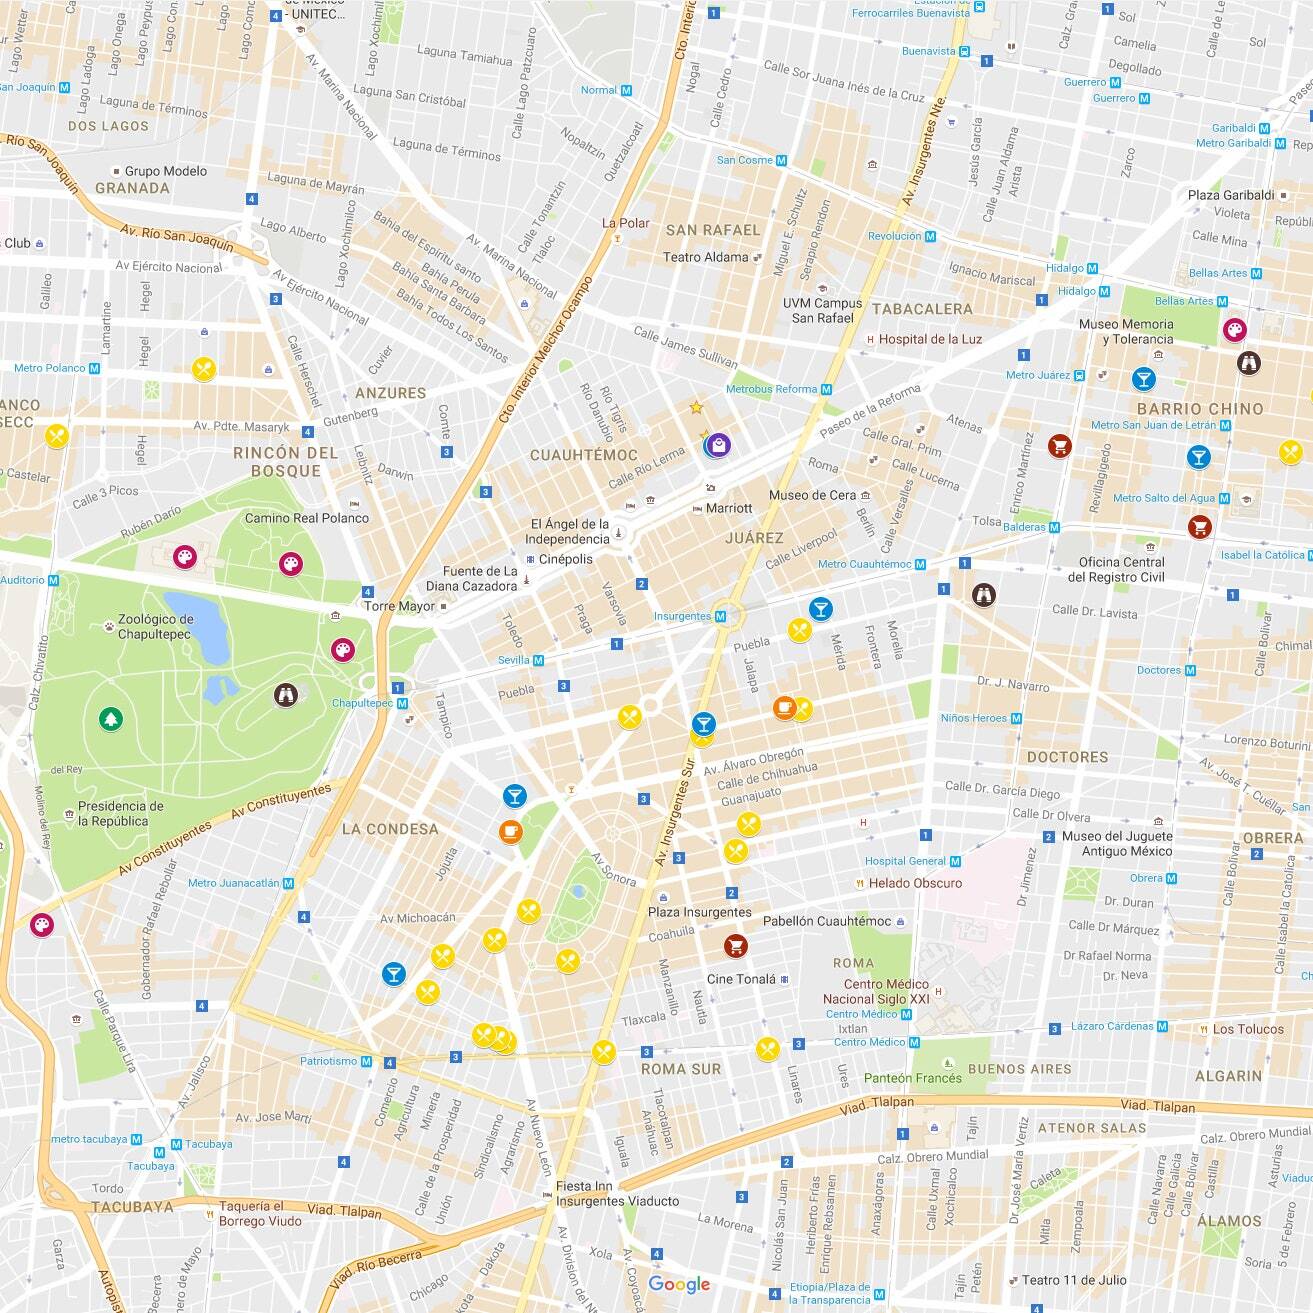 - UNITEC...
Estación de
Ferrocarriles Buenavista
Sol
Camelia
Degollado
Sol
Calz. Gra
Calle de
Lago Wetter
Lago Ladoga
Lago Onega
Lago Peypus
Lago Como
Lago Xochimilco
Laguna Tamiahua
Calle Lago Patzcuaro
Cto. Interior
Nogal
Calle Cedro
Calle Sor Juana Inés de la Cruz
Buenavista
Guerrero
Guerrero
Paseo
San Joaquín
Laguna de Términos
DOS LAGOS
Av. Marina Nacional
Laguna San Cristóbal
Laguna de Términos
Normal
Nopaltzin
Quetzalcoatl
San Cosme
Av. Insurgentes Nte.
Jesús García
Calle Juan Aldama
Arista
Zarco
Garibaldi
Metro Garibaldi
Río San Joaquín
Grupo Modelo
GRANADA
Laguna de Mayrán
Lago Xochimilco
Lago Alberto
Calle Tonantzin
Tlaloc
La Polar
SAN RAFAEL
Teatro Aldama
Miguel E. Schultz
Serapio Rendon
Revolución
Plaza Garibaldi
Violeta
Calle Mina
Rep
s Club
Av. Río San Joaquín
Av Ejército Nacional
Av Ejército Nacional
Bahia del Espiritu santo
Bahía Perula
Bahía Santa Barbara
Bahía Todos Los Santos
Av. Marina Nacional
Ignacio Mariscal
Hidalgo
Hidalgo
Bellas Artes
Bellas Artes
Galileo
Hegel
Lamartine
Hegel
UVM Campus
San Rafael
TABACALERA
Hospital de la Luz
Museo Memoria
y Tolerancia
Calle Herschel
Cuvier
Cto. Interior Melchor Ocampo
Calle James Sullivan
Metro Polanco
ANZURES
Gutenberg
Comte
Río Tigris
Río Danubio
Metrobus Reforma
Paseo de la Reforma
Atenas
Metro Juárez
BARRIO CHINO
Metro San Juan de Letrán
ANCO
SECC
Av. Pdte. Masaryk
Hegel
RINCÓN DEL
BOSQUE
Leibnitz
Darwin
CUAUHTÉMOC
Calle Río Lerma
Calle Gral. Prim
Roma
Calle Lucerna
Enrico Martínez
Revillagigedo
Castelar
Calle 3 Picos
Rubén Darío
Camino Real Polanco
Marriott
Museo de Cera
Berlín
Calle Versalles
Metro Salto del Agua
El Ángel de la
Independencia
Cinépolis
JUÁREZ
Calle Liverpool
Tolsa
Balderas
Isabel la Católica
Auditorio
Fuente de La
Diana Cazadora
Metro Cuauhtémoc
Oficina Central
del Registro Civil
Zoológico de
Chapultepec
Torre Mayor
Toledo
Praga
Varsovia
Insurgentes
Calle Dr. Lavista
Calle Bolivar
Calz. Chivatito
Sevilla
Puebla
Puebla
Jalapa
Mérida
Frontera
Morelia
Chimal
Doctores
Dr. J. Navarro
Chapultepec
Tampico
Niños Heroes
Lorenzo Boturini
del Rey
Molino del Rey
Av. Álvaro Obregón
Calle de Chihuahua
Guanajuato
DOCTORES
Av. José T. Cuéllar
Presidencia de
la República
Av Constituyentes
Av Constituyentes
Av. Insurgentes Sur
Calle Dr. García Diego
Calle Dr Olvera
LA CONDESA
Jojutla
Av Sonora
Museo del Juguete
Antiguo México
OBRERA
Hospital General
Gobernador Rafael Rebollar
Metro Juanacatlán
Helado Obscuro
Dr Jimenez
Obrera
Calle Bolivar
Calle Isabel la Catolica
Av Michoacán
Plaza Insurgentes
Pabellón Cuauhtémoc
Dr. Duran
Calle Dr Márquez
Coahuila
Manzanillo
Cine Tonalá
Nautla
ROMA
Dr Rafael Norma
Dr. Neva
Centro Médico
Nacional Siglo XXI
Calle Parque Lira
Tlaxcala
Centro Médico
Ixtlan
Centro Médico
Lázaro Cárdenas
Los Tolucos
Patriotismo
ROMA SUR
Linares
Ures
Panteón Francés
BUENOS AIRES
ALGARIN
Av. Jalisco
Comercio
Agricultura
Minería
Calle de la Prosperidad
Sindicalismo
Agrarismo
Av Nuevo León
Tlacotalpan
Anáhuac
Viad. Tlalpan
Viad. Tlalpan
Av. Jose Martí
metro tacubaya
Tacubaya
Tacubaya
Iguala
Tajín
Dr. José María Vertiz
ATENOR SALAS
Calz. Obrero Mundial
Calz. Obrero Mundial
Tordo
TACUBAYA
Taquería el
Borrego Viudo
Viad. Tlalpan
Unión
Fiesta Inn
Insurgentes Viaducto
Nicolás San Juan
Heriberto Frías
Enrique Rebsamen
Anaxágoras
Calle Uxmal
Xochicalco
Caleta
Mitla
Zempoala
Calle Navarra
Calle Galicia
Calle Bolivar
Castilla
Asturias
Viaduc
ÁLAMOS
La Morena
Garza
Viad. Río Becerra
Xola
Av. Coyoacán
Av. División del Nor
Soria
5 de Febrero
Autopis
Becerra
nero de Mayo
Chicago
Dakota
Google
Etiopía/Plaza de
la Transparencia
Tajín
Petén
Teatro 11 de Julio